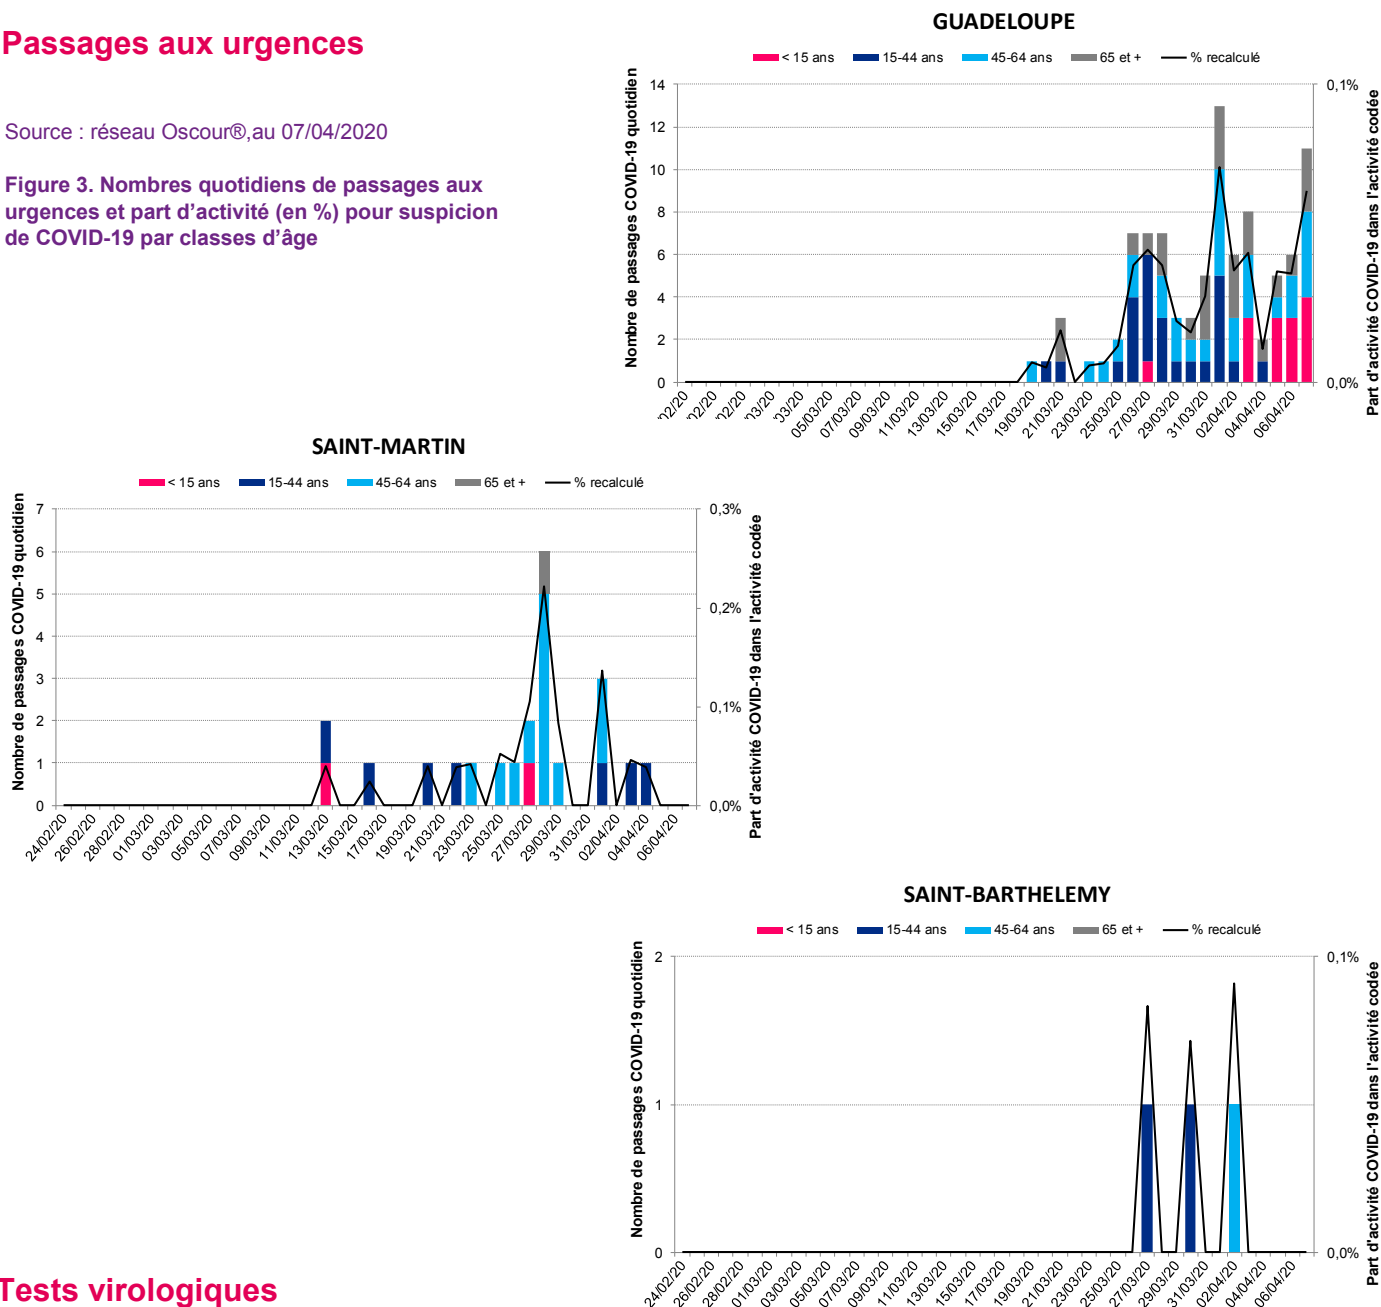 Passages aux urgences
Source : réseau Oscour®,au 07/04/2020
Figure 3. Nombres quotidiens de passages aux
urgences et part d'activité (en %) pour suspicion
de COVID-19 par classes d'âge
GUADELOUPE
< 15 ans 15-44 ans 45-64 ans 65 et + % recalculé
Nombre de passages COVID-19 quotidien
14
12
10
8
6
4
2
0
0,1%
0,0%
Part d'activité COVID-19 dans l'activité codée
05/03/20 07/03/20 09/03/20 11/03/20 13/03/20 15/03/20 17/03/20 19/03/20 21/03/20 23/03/20 25/03/20 27/03/20 29/03/20 31/03/20 02/04/20 04/04/20 06/04/20
SAINT-MARTIN
< 15 ans 15-44 ans 45-64 ans 65 et + % recalculé
Nombre de passages COVID-19 quotidien
7
6
5
4
3
2
1
0
0,3%
0,2%
0,1%
0,0%
Part d'activité COVID-19 dans l'activité codée
24/02/20 26/02/20 28/02/20 01/03/20 03/03/20 05/03/20 07/03/20 09/03/20 11/03/20 13/03/20 15/03/20 17/03/20 19/03/20 21/03/20 23/03/20 25/03/20 27/03/20 29/03/20 31/03/20 02/04/20 04/04/20 06/04/20
SAINT-BARTHELEMY
< 15 ans 15-44 ans 45-64 ans 65 et + % recalculé
Nombre de passages COVID-19 quotidien
2
1
0
0,1%
0,0%
Part d'activité COVID-19 dans l'activité codée
24/02/20 26/02/20 28/02/20 01/03/20 03/03/20 05/03/20 07/03/20 09/03/20 11/03/20 13/03/20 15/03/20 17/03/20 19/03/20 21/03/20 23/03/20 25/03/20 27/03/20 29/03/20 31/03/20 02/04/20 04/04/20 06/04/20
Tests virologiques